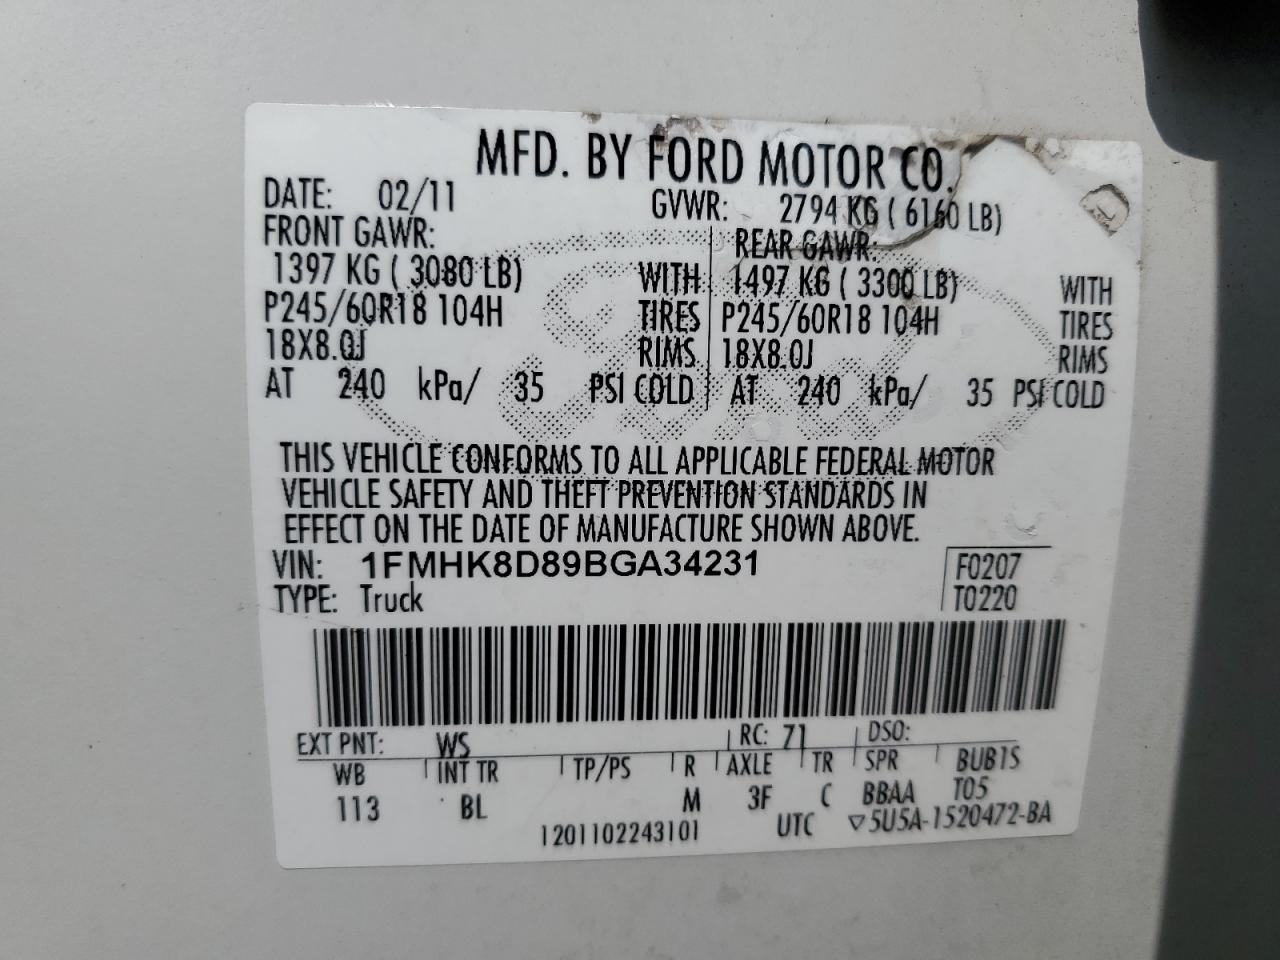 MFD. BY FORD MOTOR CO.
DATE: 02/11 GVWR: 2794 KG ( 6160 LB)
FRONT GAWR: REAR GAWR:
1397 KG ( 3080 LB) WITH 1497 KG ( 3300 LB) WITH
P245/60R18 104H TIRES P245/60R18 104H TIRES
18X8.0J RIMS 18X8.0J RIMS
AT 240 kPa/ 35 PSI COLD AT 240 kPa/ 35 PSI COLD
THIS VEHICLE CONFORMS TO ALL APPLICABLE FEDERAL MOTOR
VEHICLE SAFETY AND THEFT PREVENTION STANDARDS IN
EFFECT ON THE DATE OF MANUFACTURE SHOWN ABOVE.
VIN: 1FMHK8D89BGA34231 F0207
TYPE: Truck T0220
EXT PNT: WS RC: 71 DSO:
WB INT TR TP/PS R AXLE TR SPR BUB1S
113 BL M 3F C BBAA T05
1201102243101 UTC ▽5U5A-1520472-BA